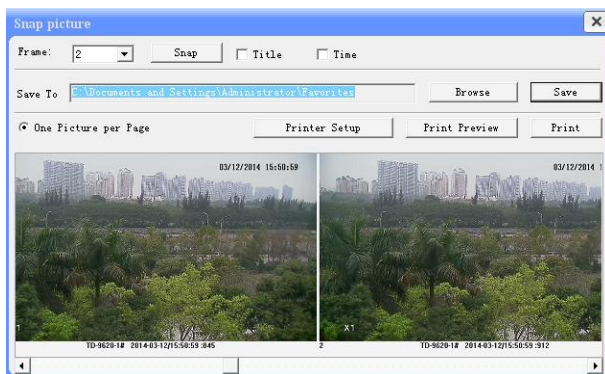 Snap picture
Frame: 2 Snap Title Time
Save To C:\Documents and Settings\Administrator\Favorites Browse Save
One Picture per Page Printer Setup Print Preview Print
03/12/2014 15:50:59 03/12/2014 1
1 X1
TD-9620-1# 2014-03-12/15:50:59 :845 2 TD-9620-1# 2014-03-12/15:50:59 :912